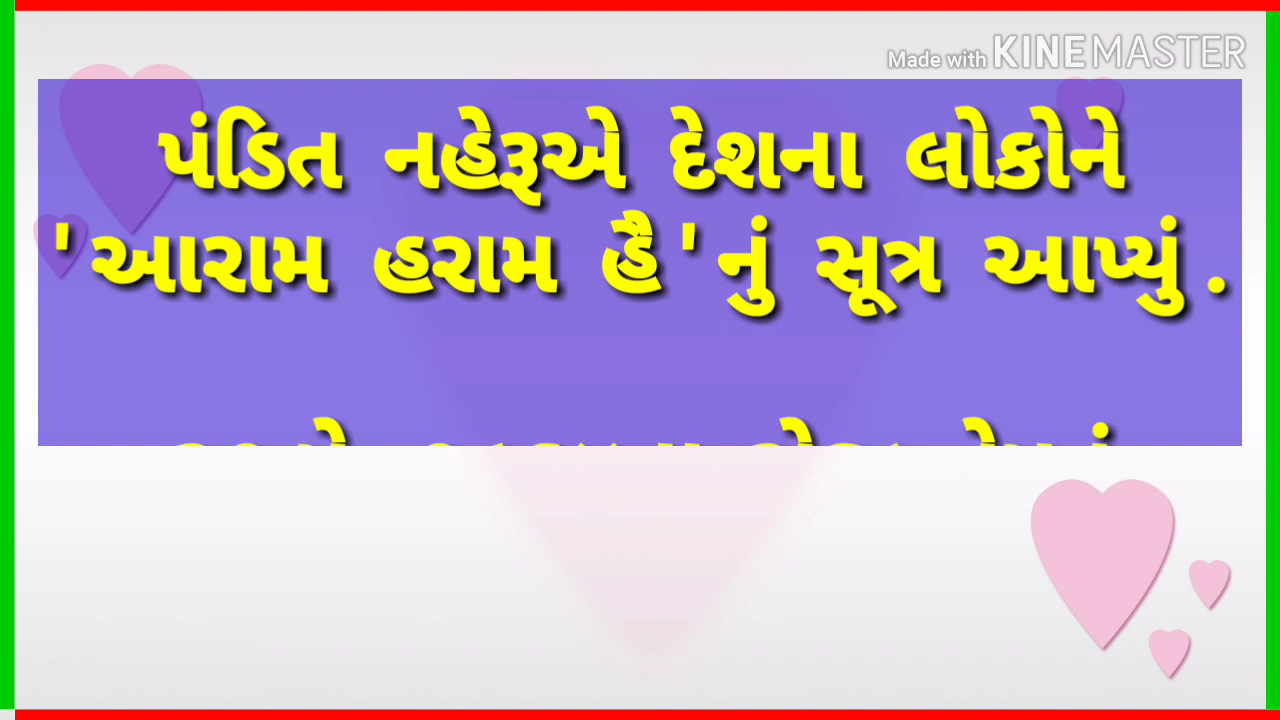 Made with KINEMASTER
પંડિત નહેરૂએ દેશના લોકોને
'આરામ હરામ હૈ'નું સૂત્ર આપ્યું.